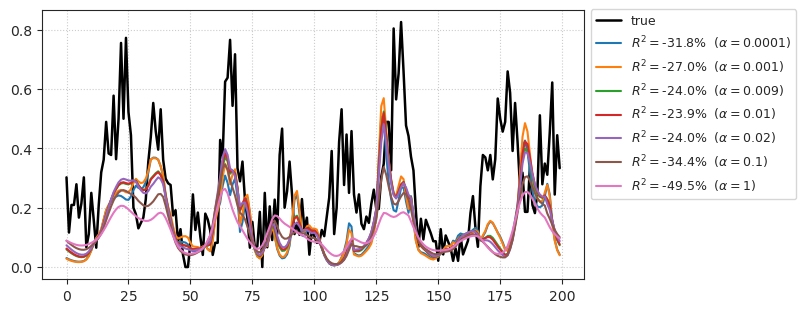 0.8
0.6
0.4
0.2
0.0
0 25 50 75 100 125 150 175 200
true
R² = -31.8% (α = 0.0001)
R² = -27.0% (α = 0.001)
R² = -24.0% (α = 0.009)
R² = -23.9% (α = 0.01)
R² = -24.0% (α = 0.02)
R² = -34.4% (α = 0.1)
R² = -49.5% (α = 1)